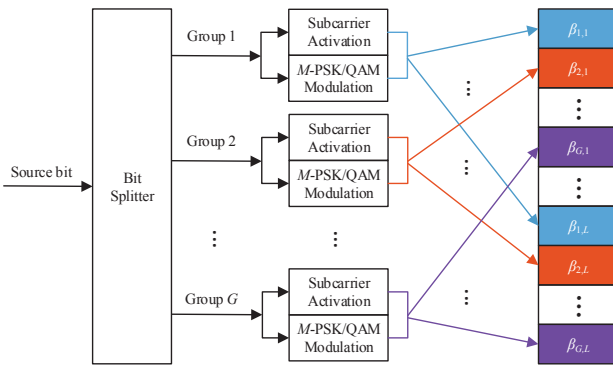 Source bit
Bit
Splitter
Group 1
Subcarrier
Activation
M-PSK/QAM
Modulation
Group 2
Subcarrier
Activation
M-PSK/QAM
Modulation
Group G
Subcarrier
Activation
M-PSK/QAM
Modulation
β1,1
β2,1
βG,1
β1,L
β2,L
βG,L